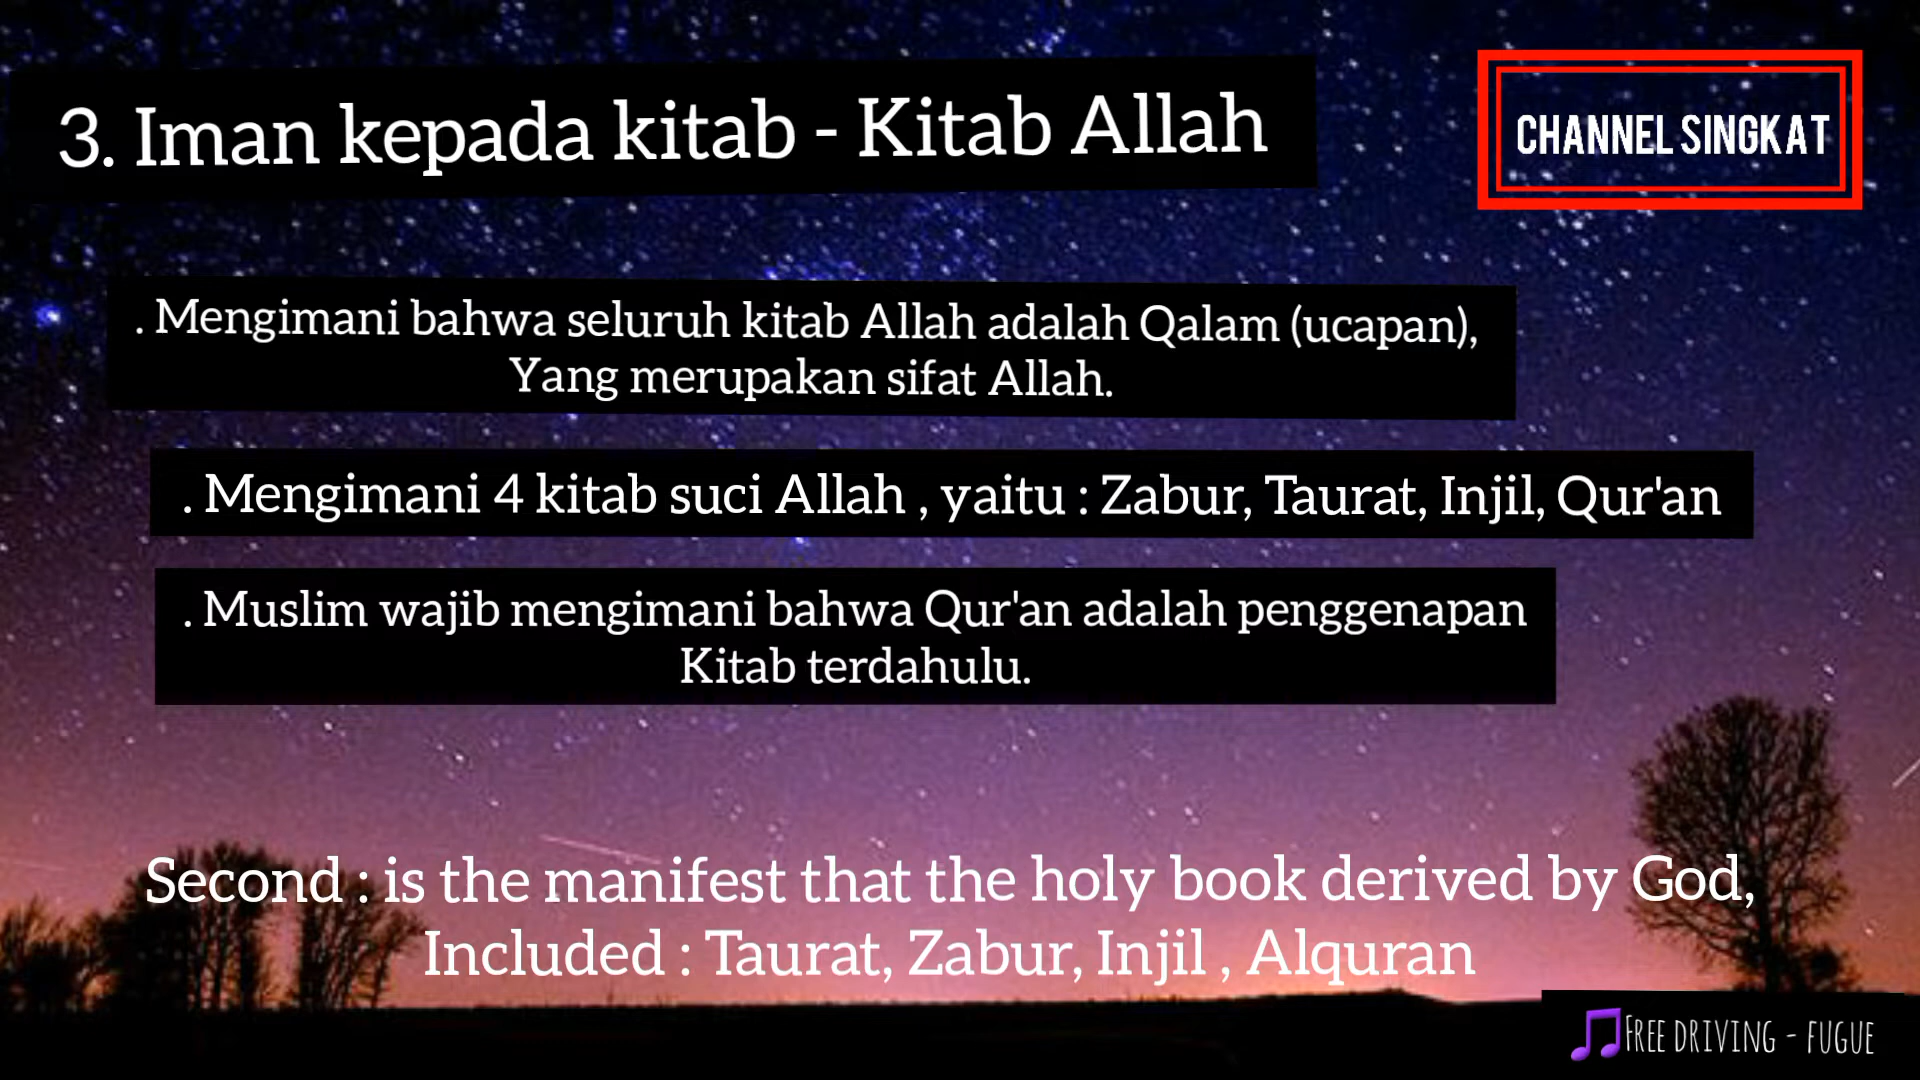 3. Iman kepada kitab - Kitab Allah
CHANNEL SINGKAT
. Mengimani bahwa seluruh kitab Allah adalah Qalam (ucapan),
Yang merupakan sifat Allah.
. Mengimani 4 kitab suci Allah , yaitu : Zabur, Taurat, Injil, Qur'an
. Muslim wajib mengimani bahwa Qur'an adalah penggenapan
Kitab terdahulu.
Second : is the manifest that the holy book derived by God,
Included : Taurat, Zabur, Injil , Alquran
🎵FREE DRIVING - FUGUE